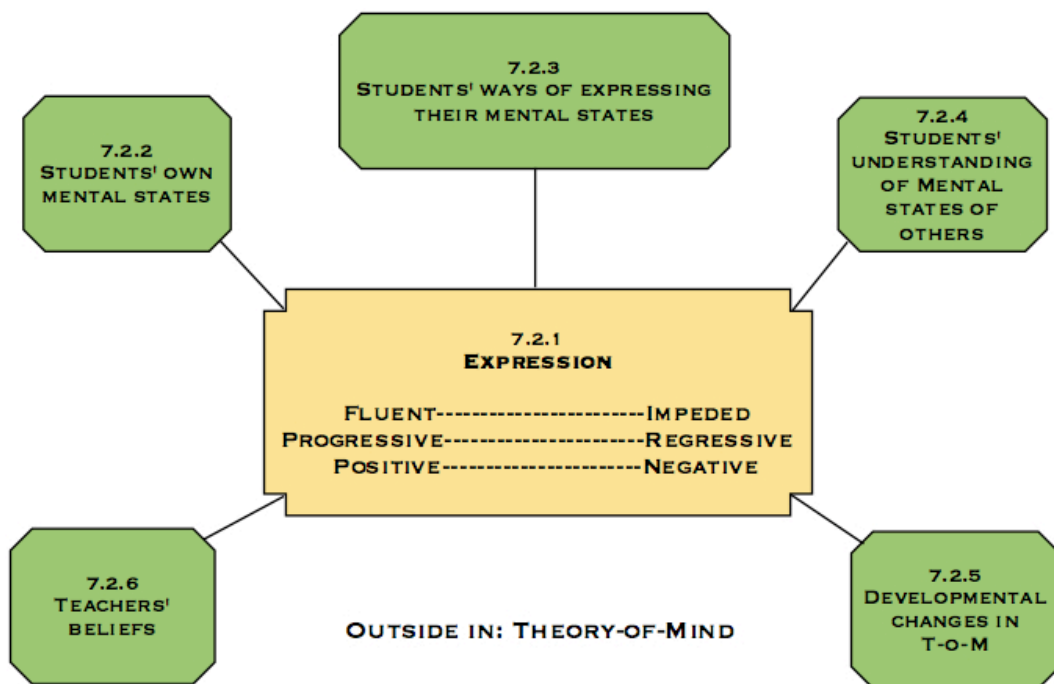 7.2.3
Students' ways of expressing
their mental states
7.2.2
Students' own
mental states
7.2.4
Students'
understanding
of Mental
states of
others
7.2.1
Expression
Fluent------------------------Impeded
Progressive-----------------------Regressive
Positive-----------------------Negative
7.2.6
Teachers'
beliefs
7.2.5
Developmental
changes in
T-o-M
Outside in: Theory-of-Mind